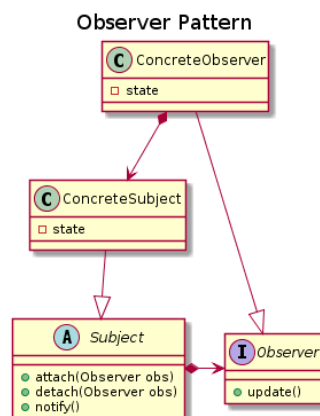 Observer Pattern
C ConcreteObserver
state
C ConcreteSubject
state
A Subject
attach(Observer obs)
detach(Observer obs)
notify()
I Observer
update()